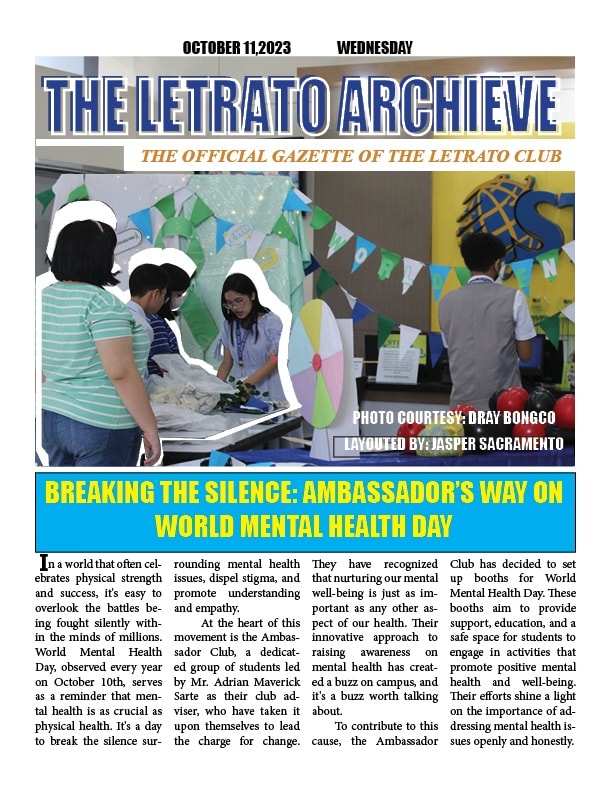 OCTOBER 11,2023 WEDNESDAY
THE LETRATO ARCHIEVE
THE OFFICIAL GAZETTE OF THE LETRATO CLUB
ST
WORLD
EN
PHOTO COURTESY: DRAY BONGCO
LAYOUTED BY: JASPER SACRAMENTO
BREAKING THE SILENCE: AMBASSADOR'S WAY ON
WORLD MENTAL HEALTH DAY
In a world that often cel-
ebrates physical strength
and success, it's easy to
overlook the battles be-
ing fought silently with-
in the minds of millions.
World Mental Health
Day, observed every year
on October 10th, serves
as a reminder that men-
tal health is as crucial as
physical health. It's a day
to break the silence sur-
rounding mental health
issues, dispel stigma, and
promote understanding
and empathy.
At the heart of this
movement is the Ambas-
sador Club, a dedicat-
ed group of students led
by Mr. Adrian Maverick
Sarte as their club ad-
viser, who have taken it
upon themselves to lead
the charge for change.
They have recognized
that nurturing our mental
well-being is just as im-
portant as any other as-
pect of our health. Their
innovative approach to
raising awareness on
mental health has creat-
ed a buzz on campus, and
it's a buzz worth talking
about.
To contribute to this
cause, the Ambassador
Club has decided to set
up booths for World
Mental Health Day. These
booths aim to provide
support, education, and a
safe space for students to
engage in activities that
promote positive mental
health and well-being.
Their efforts shine a light
on the importance of ad-
dressing mental health is-
sues openly and honestly.